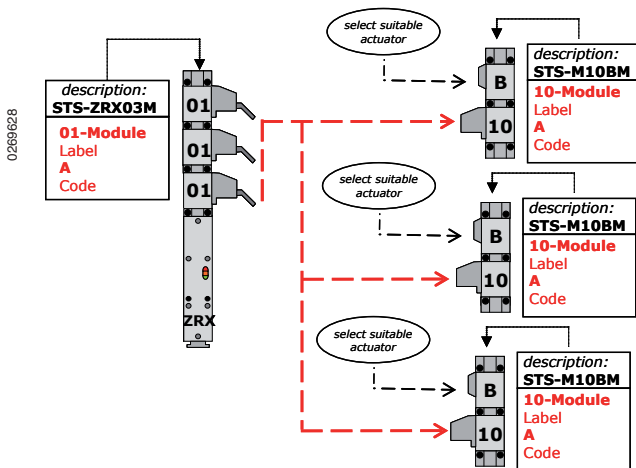 0269628
description:
STS-ZRX03M
01-Module
Label
A
Code
01
01
01
ZRX
select suitable
actuator
B
10
description:
STS-M10BM
10-Module
Label
A
Code
select suitable
actuator
B
10
description:
STS-M10BM
10-Module
Label
A
Code
select suitable
actuator
B
10
description:
STS-M10BM
10-Module
Label
A
Code